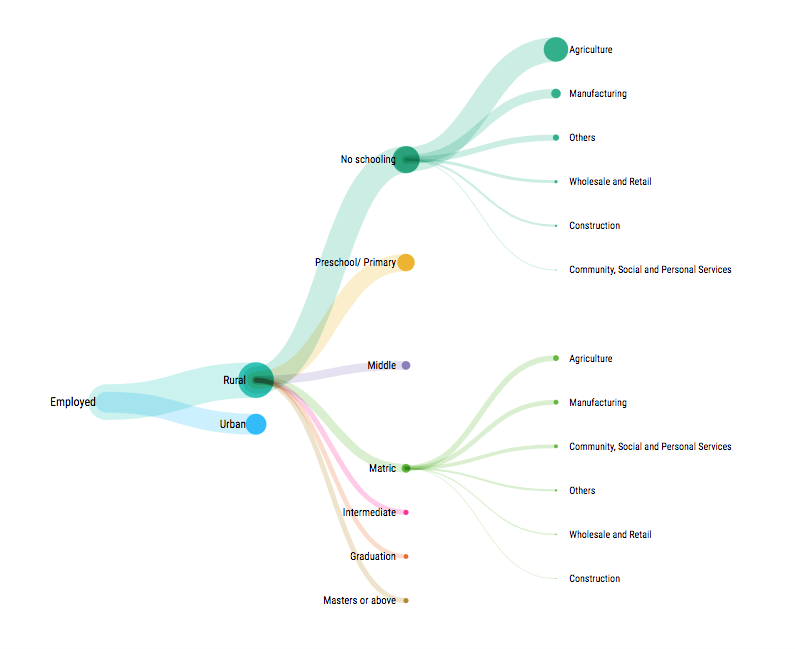 Employed
Rural
Urban
No schooling
Preschool/ Primary
Middle
Matric
Intermediate
Graduation
Masters or above
Agriculture
Manufacturing
Others
Wholesale and Retail
Construction
Community, Social and Personal Services
Agriculture
Manufacturing
Community, Social and Personal Services
Others
Wholesale and Retail
Construction